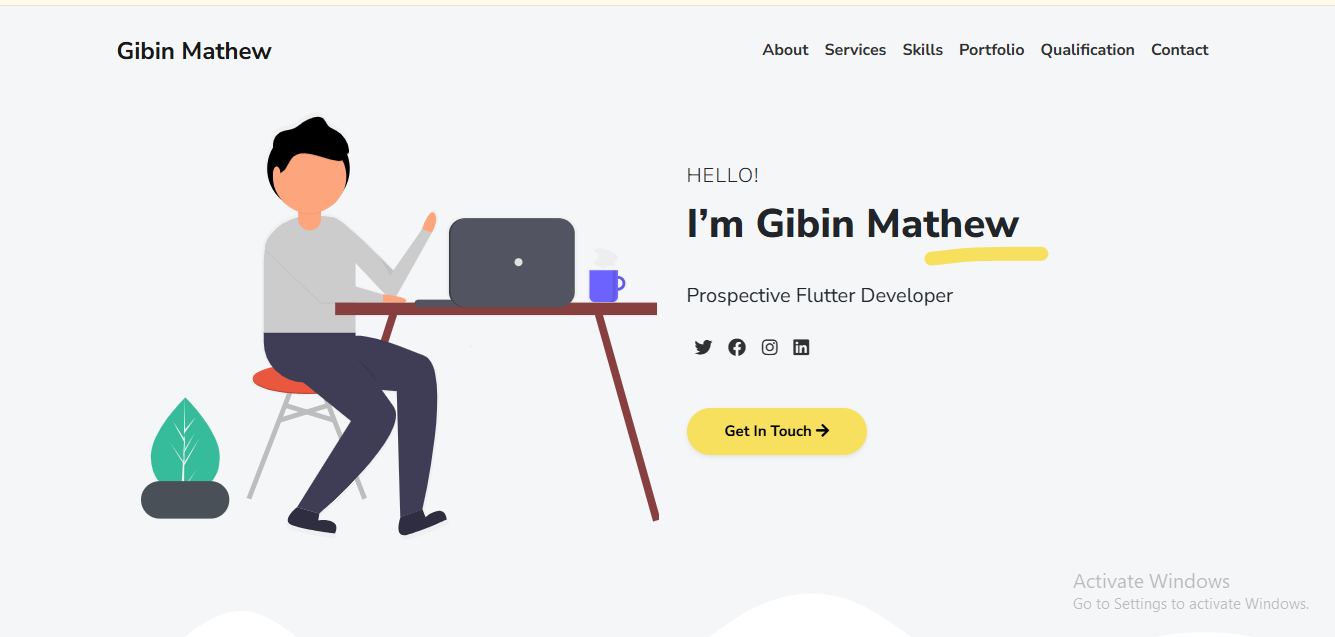 Gibin Mathew
About Services Skills Portfolio Qualification Contact
HELLO!
I’m Gibin Mathew
Prospective Flutter Developer
Get In Touch
Activate Windows
Go to Settings to activate Windows.